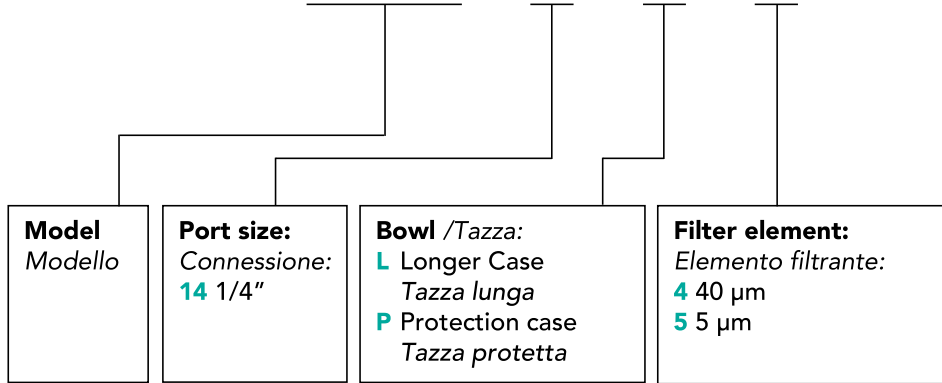 Model
Modello
Port size:
Connessione:
14 1/4”
Bowl /Tazza:
L Longer Case
Tazza lunga
P Protection case
Tazza protetta
Filter element:
Elemento filtrante:
4 40 µm
5 5 µm